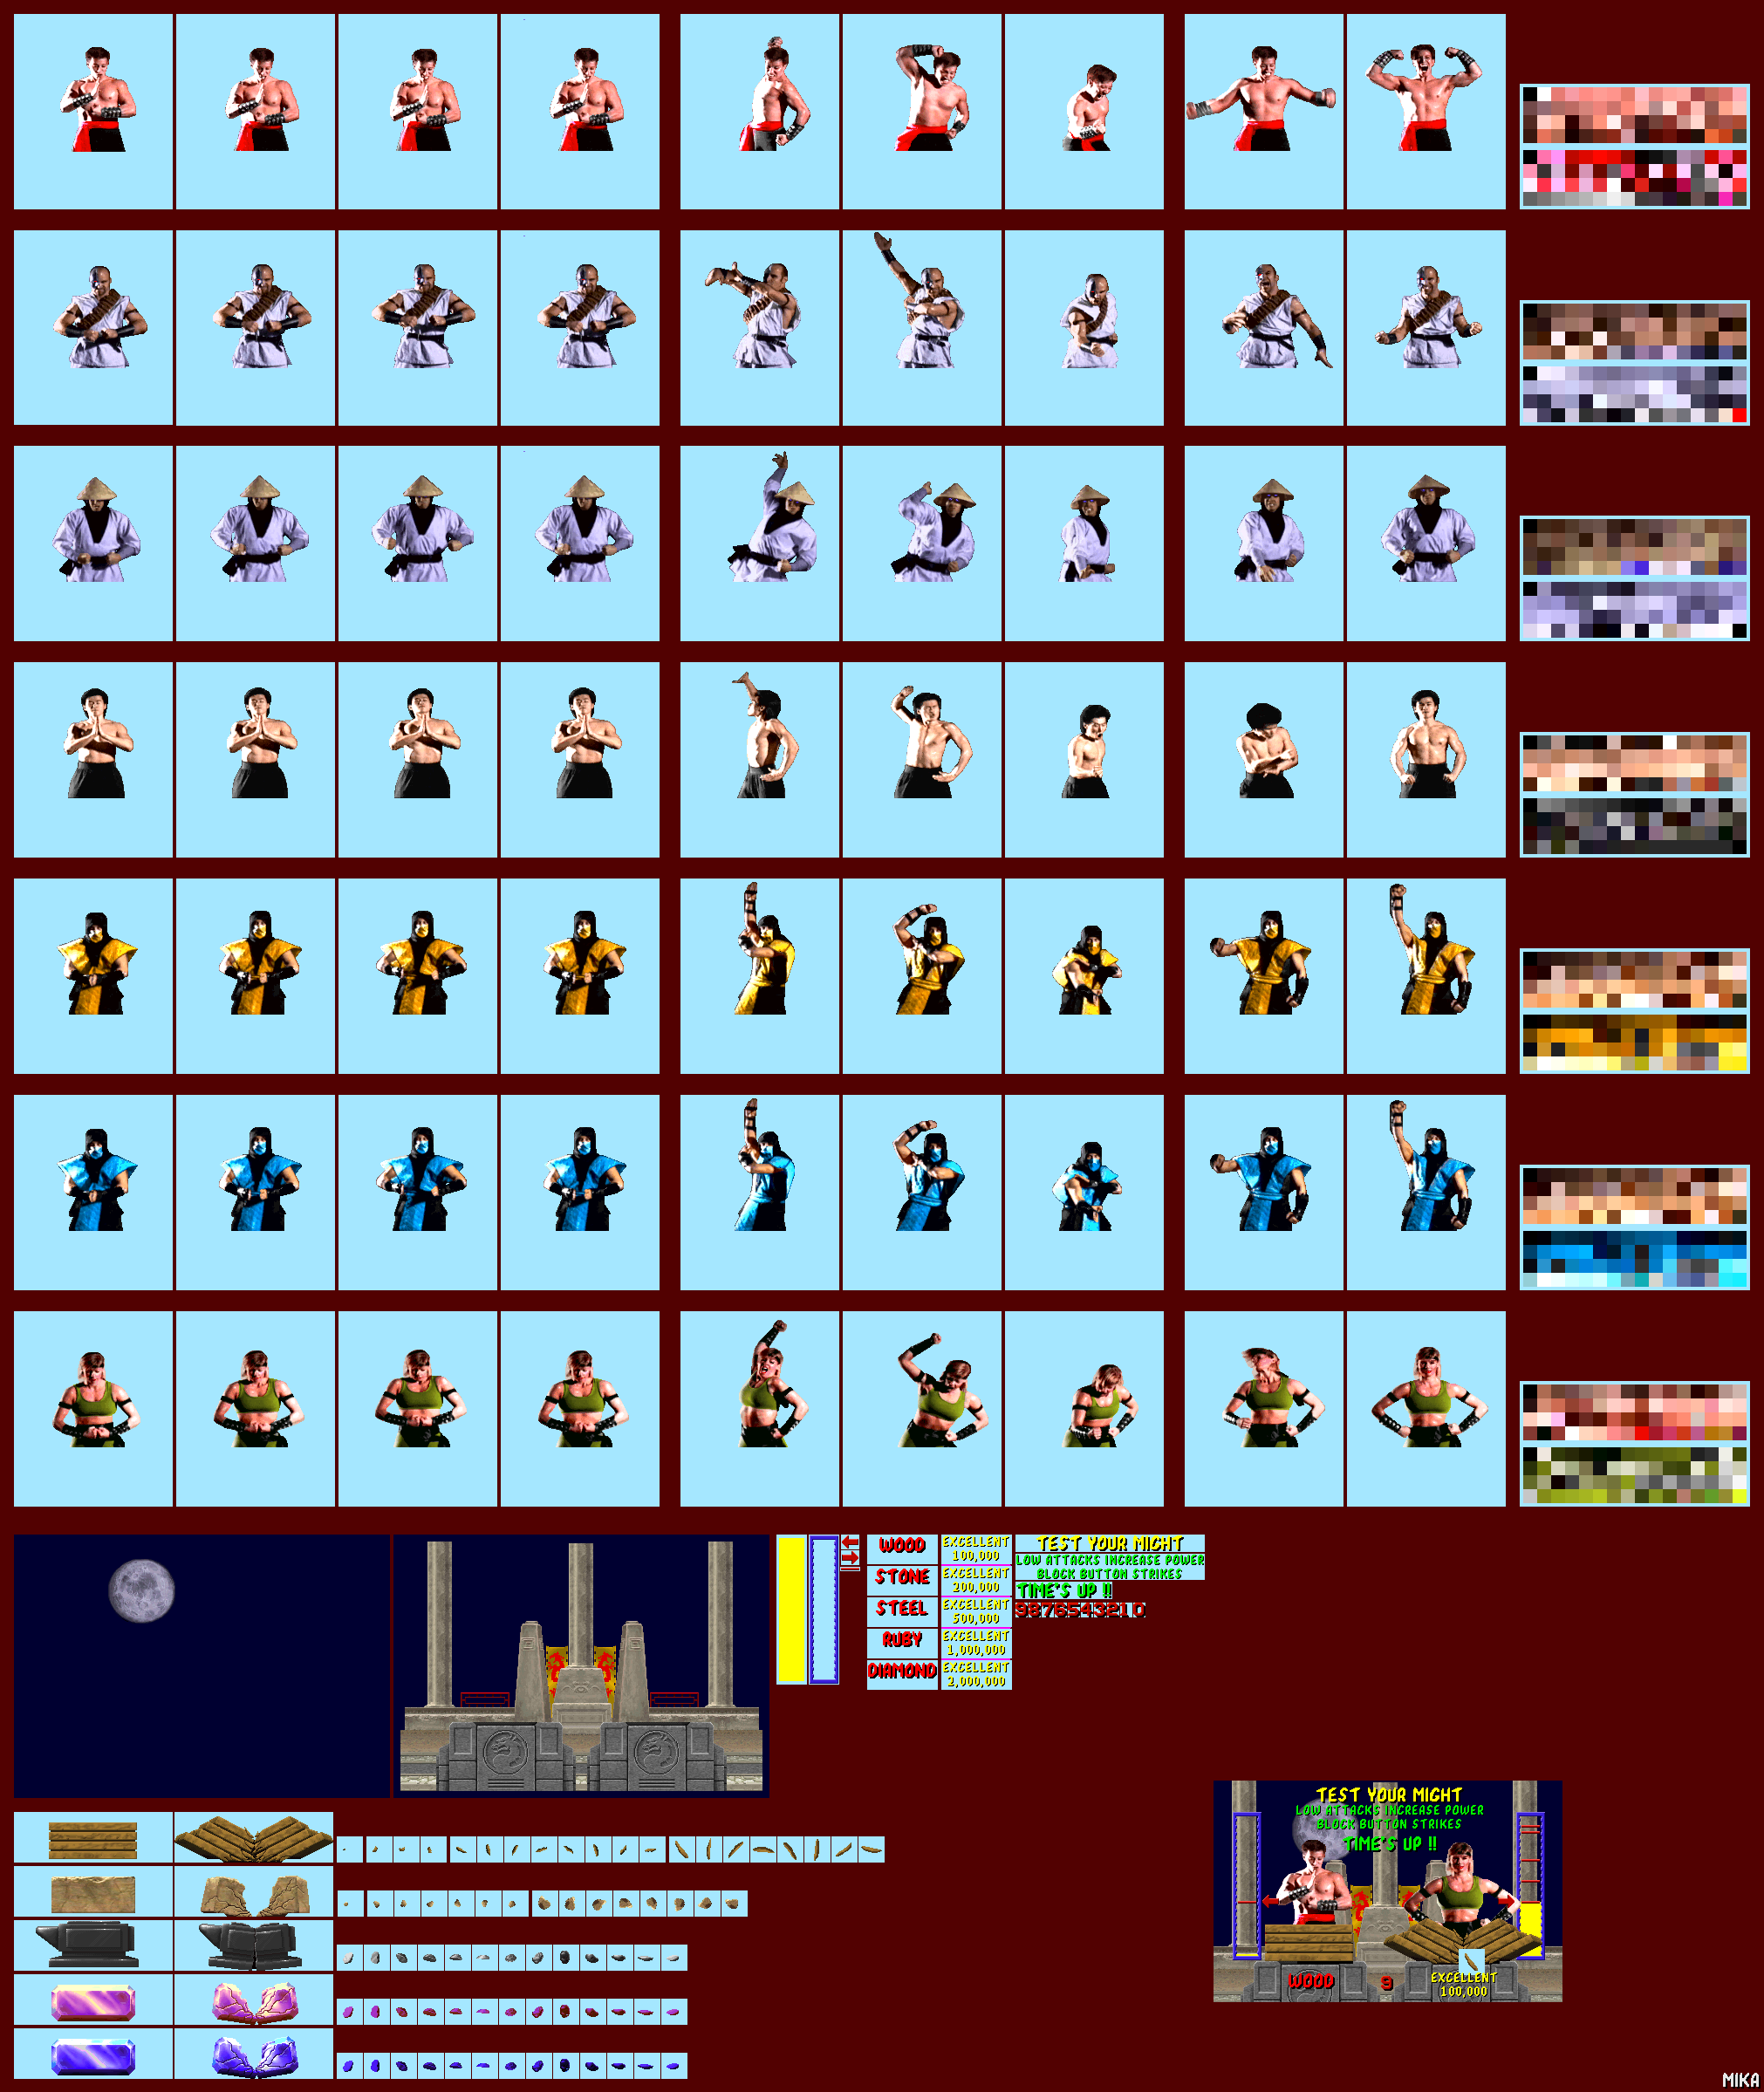 WOOD
STONE
STEEL
RUBY
DIAMOND
EXCELLENT
100,000
EXCELLENT
200,000
EXCELLENT
500,000
EXCELLENT
1,000,000
EXCELLENT
2,000,000
TEST YOUR MIGHT
LOW ATTACKS INCREASE POWER
BLOCK BUTTON STRIKES
TIME'S UP !!
9876543210
TEST YOUR MIGHT
LOW ATTACKS INCREASE POWER
BLOCK BUTTON STRIKES
TIME'S UP !!
WOOD
9
EXCELLENT
100,000
MIKA